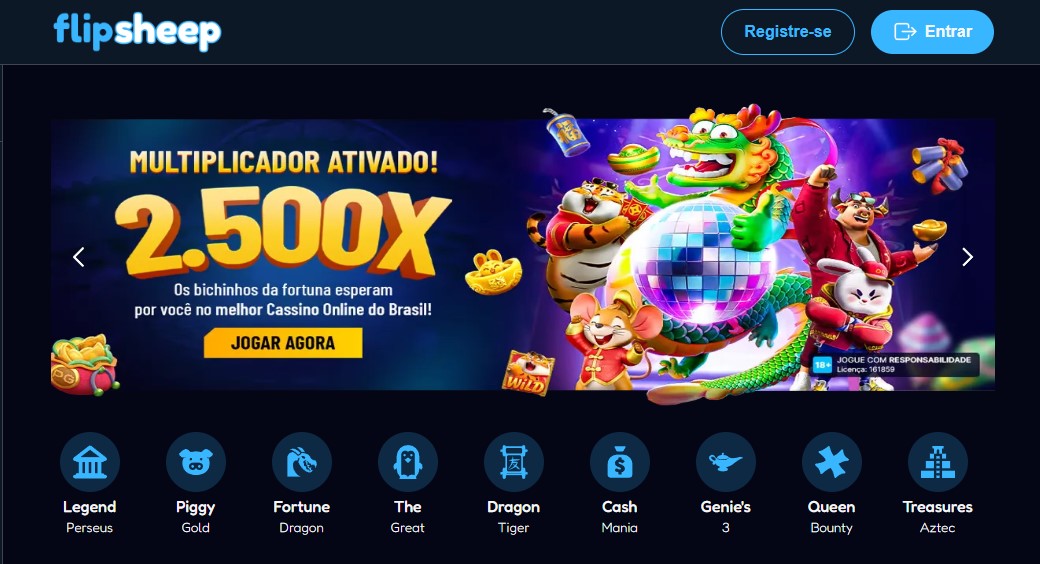 flipsheep
Registre-se
Entrar
MULTIPLICADOR ATIVADO!
2.500X
Os bichinhos da fortuna esperam
por você no melhor Cassino Online do Brasil!
JOGAR AGORA
WILD
PG
18+
JOGUE COM RESPONSABILIDADE
Licença: 161859
Legend
Perseus
Piggy
Gold
Fortune
Dragon
The
Great
Dragon
Tiger
Cash
Mania
Genie's
3
Queen
Bounty
Treasures
Aztec